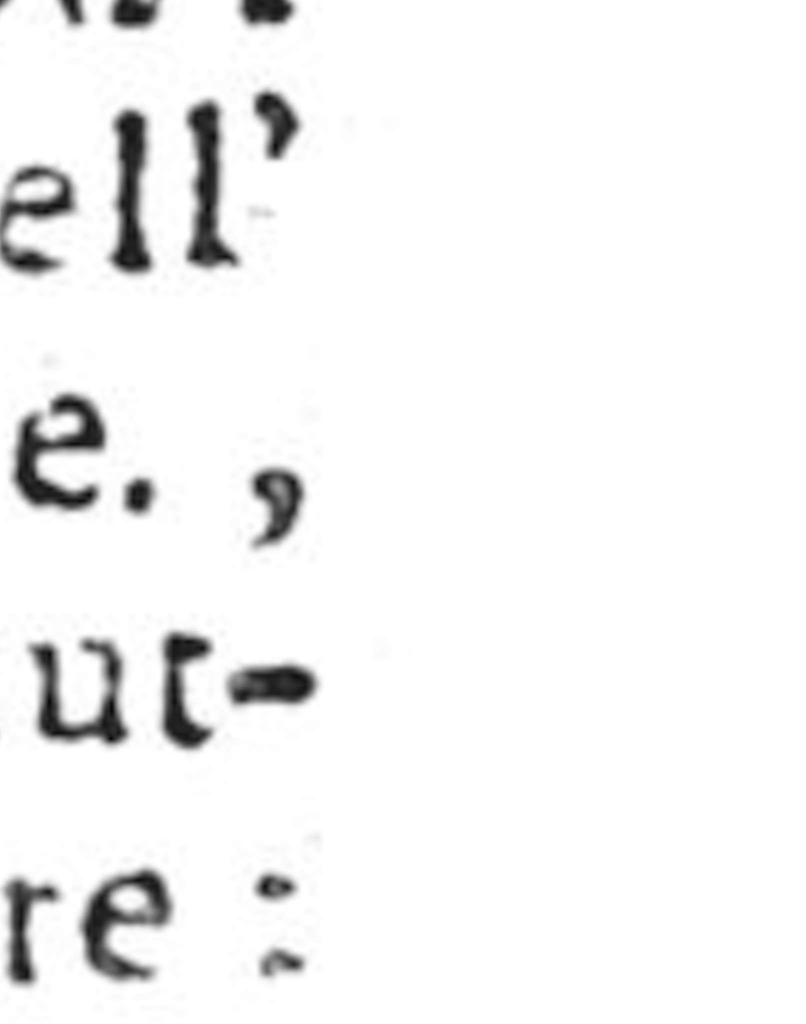 ell’
e. ,
ut-
re :